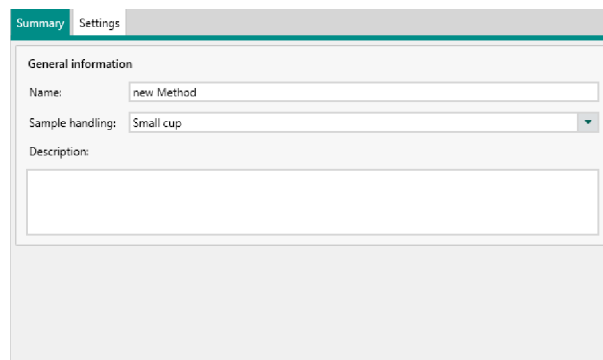 Summary Settings
General information
Name: new Method
Sample handling: Small cup
Description: